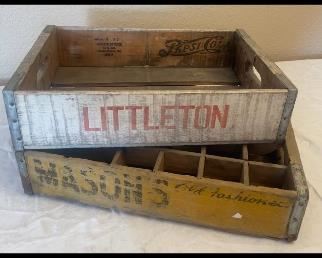 PEPSI-COLA
LITTLETON
MASON'S Old Fashioned